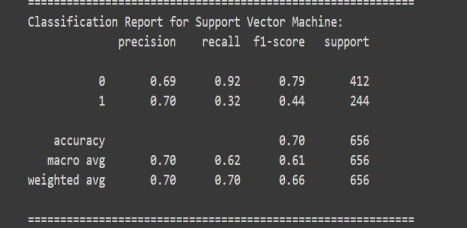 ==============================================================
Classification Report for Support Vector Machine:
precision recall f1-score support
0 0.69 0.92 0.79 412
1 0.70 0.32 0.44 244
accuracy 0.70 656
macro avg 0.70 0.62 0.61 656
weighted avg 0.70 0.70 0.66 656
==============================================================